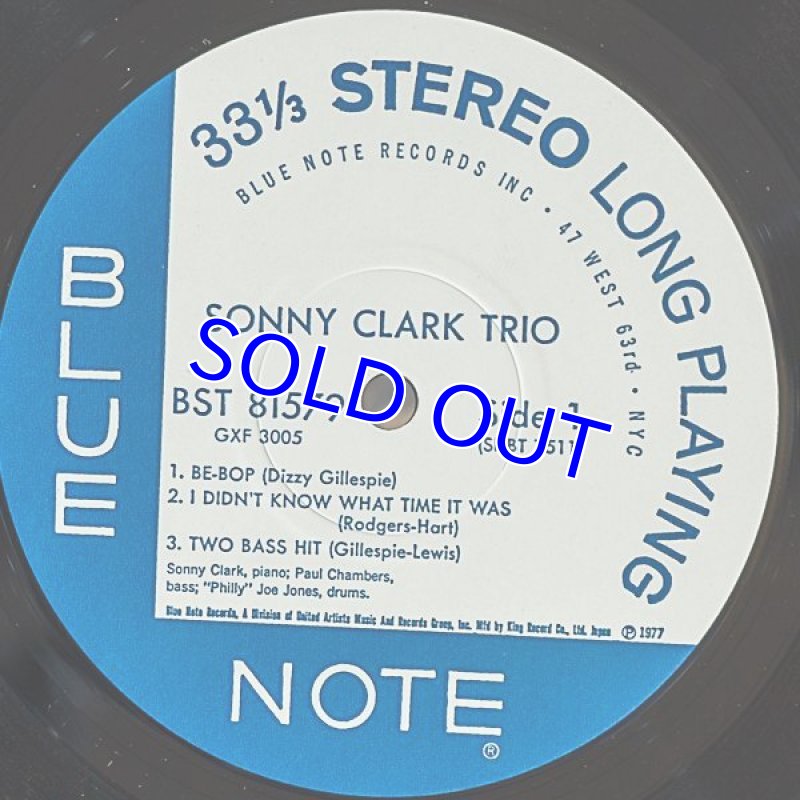 33⅓ STEREO LONG PLAYING
BLUE NOTE RECORDS INC • 47 WEST 63rd • NYC
BLUE
SONNY CLARK TRIO
SOLD OUT
BST 81579
Side 1
GXF 3005
1. BE-BOP (Dizzy Gillespie)
2. I DIDN'T KNOW WHAT TIME IT WAS
(Rodgers-Hart)
3. TWO BASS HIT (Gillespie-Lewis)
Sonny Clark, piano; Paul Chambers,
bass; "Philly" Joe Jones, drums.
Blue Note Records, A Division of United Artists Music And Records Group, Inc. Mfd by King Record Co., Ltd. Japan ℗ 1977
NOTE
®